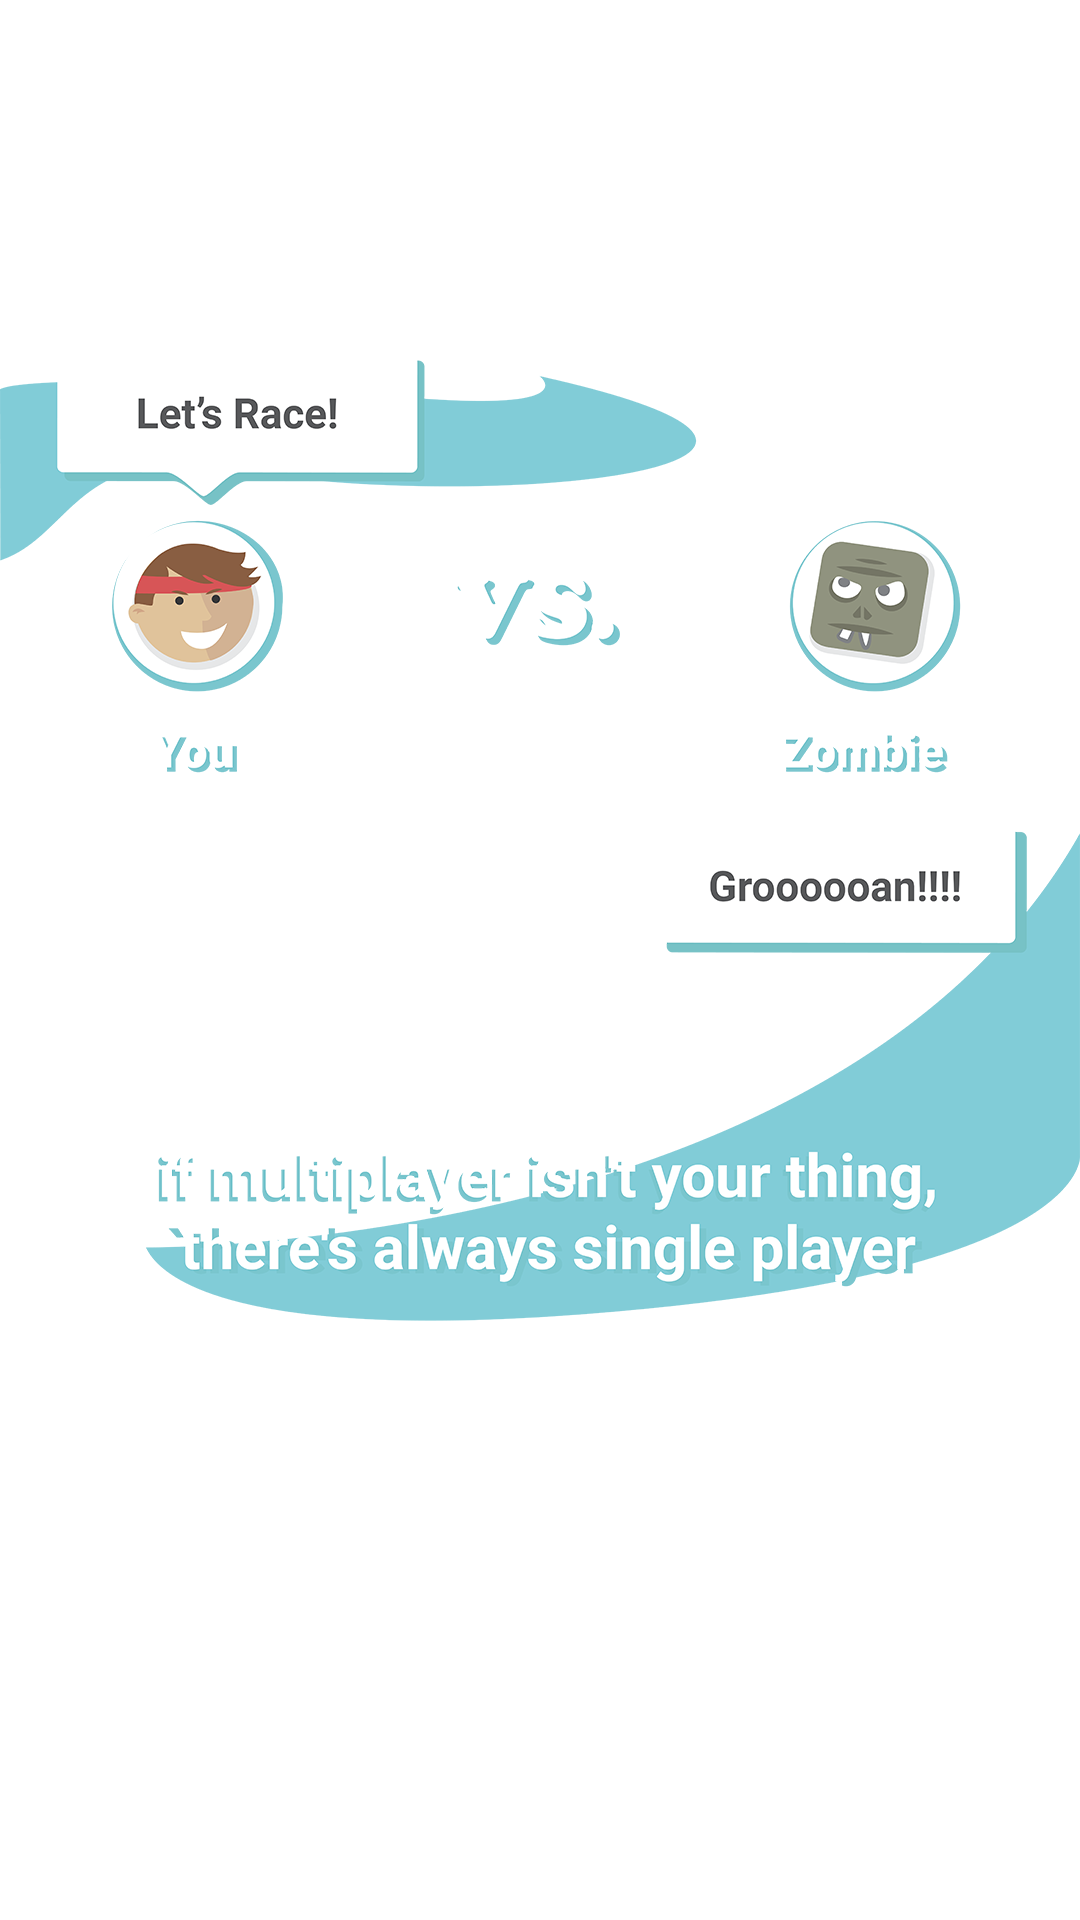 Let’s Race!
vs.
You
Zombie
Groooooan!!!!
if multiplayer isn't your thing,
there's always single player